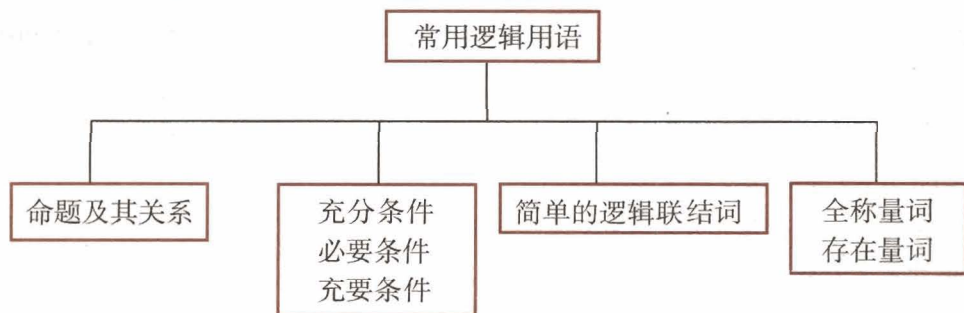 常用逻辑用语
命题及其关系
充分条件
必要条件
充要条件
简单的逻辑联结词
全称量词
存在量词